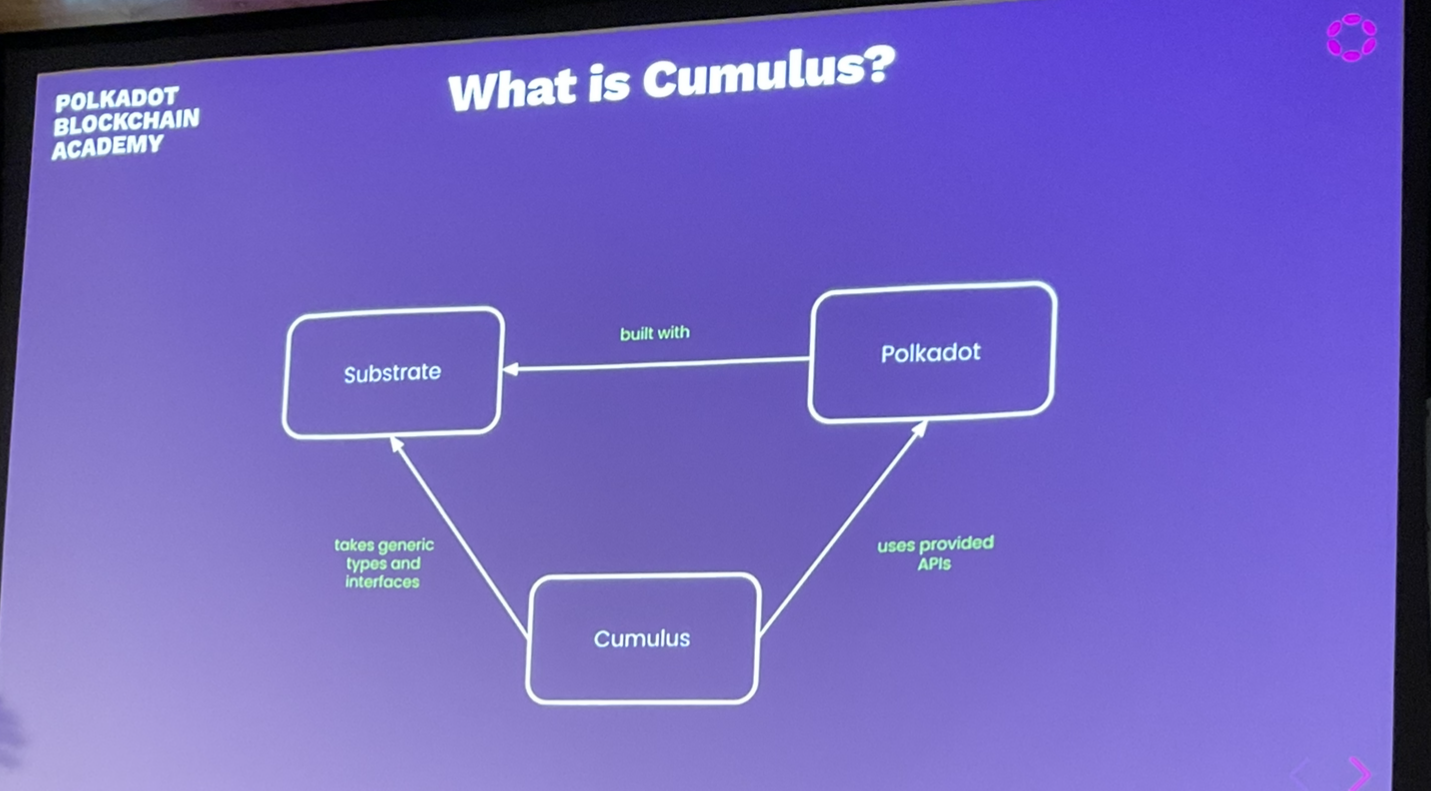 POLKADOT
BLOCKCHAIN
ACADEMY
What is Cumulus?
Substrate
built with
Polkadot
takes generic
types and
interfaces
uses provided
APIs
Cumulus